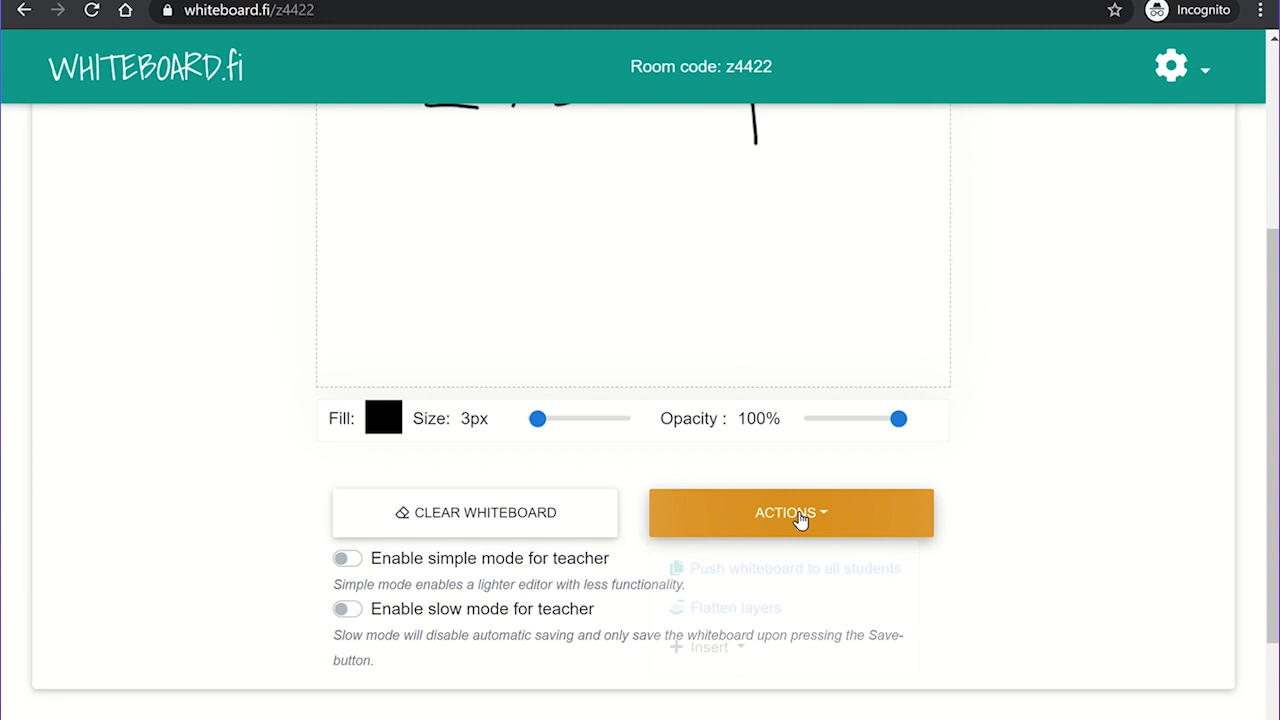 whiteboard.fi/z4422
Incognito
WHITEBOARD.fi
Room code: z4422
Fill:
Size: 3px
Opacity : 100%
CLEAR WHITEBOARD
ACTIONS
Enable simple mode for teacher
Simple mode enables a lighter editor with less functionality.
Enable slow mode for teacher
Slow mode will disable automatic saving and only save the whiteboard upon pressing the Save-
button.
Push whiteboard to all students
Flatten layers
Insert